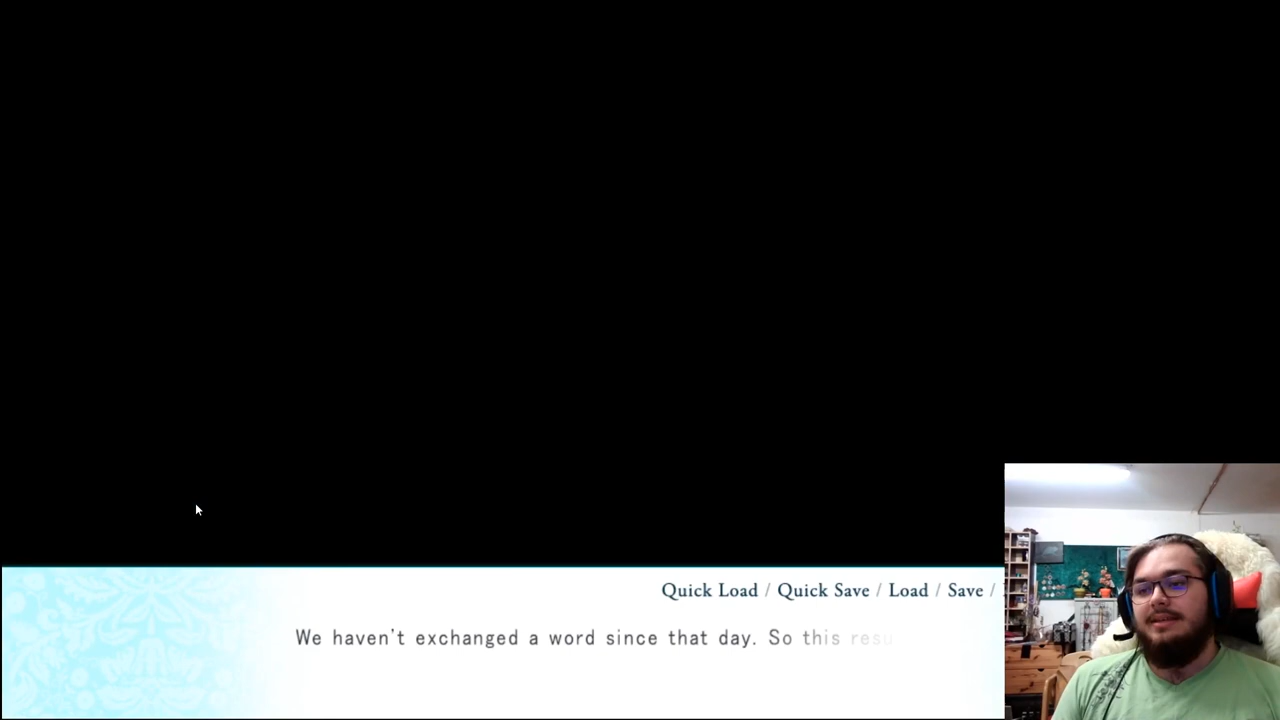 Quick Load / Quick Save / Load / Save /
We haven't exchanged a word since that day. So this